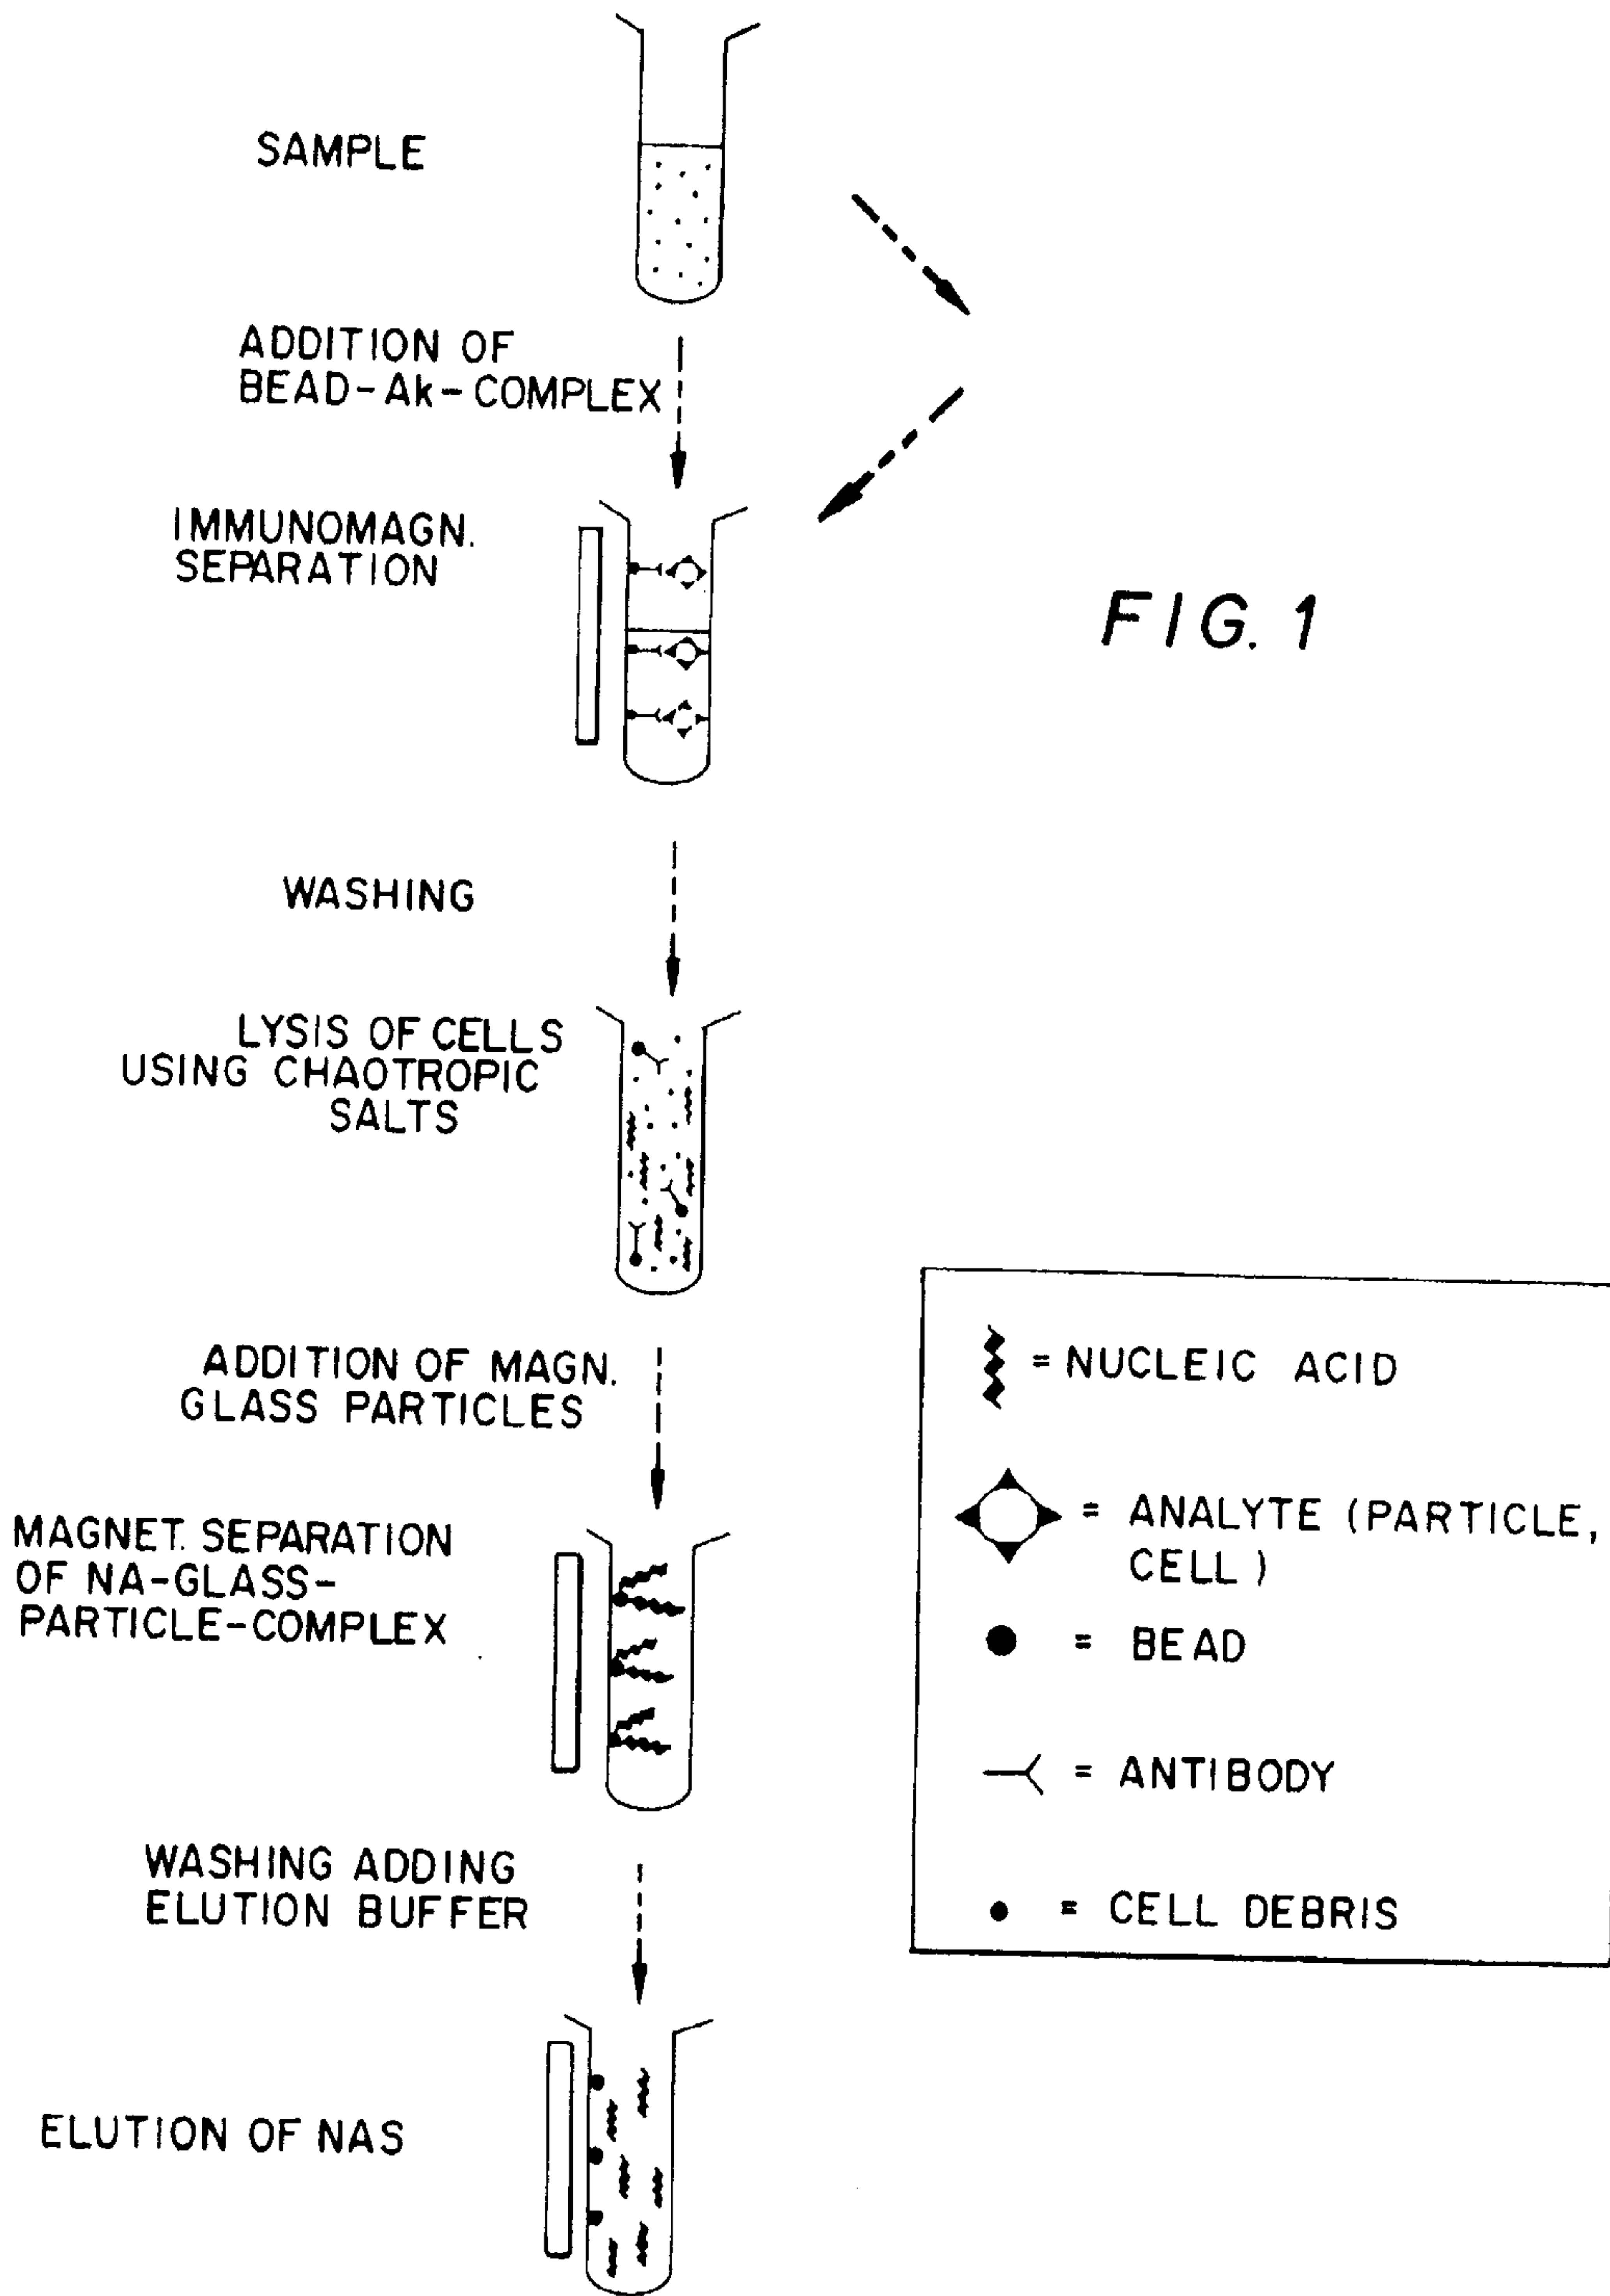 SAMPLE
ADDITION OF
BEAD-Ak-COMPLEX
IMMUNOMAGN.
SEPARATION
FIG. 1
WASHING
LYSIS OF CELLS
USING CHAOTROPIC
SALTS
ADDITION OF MAGN.
GLASS PARTICLES
MAGNET. SEPARATION
OF NA-GLASS-
PARTICLE-COMPLEX
WASHING ADDING
ELUTION BUFFER
ELUTION OF NAS
= NUCLEIC ACID
= ANALYTE (PARTICLE,
CELL)
= BEAD
= ANTIBODY
= CELL DEBRIS